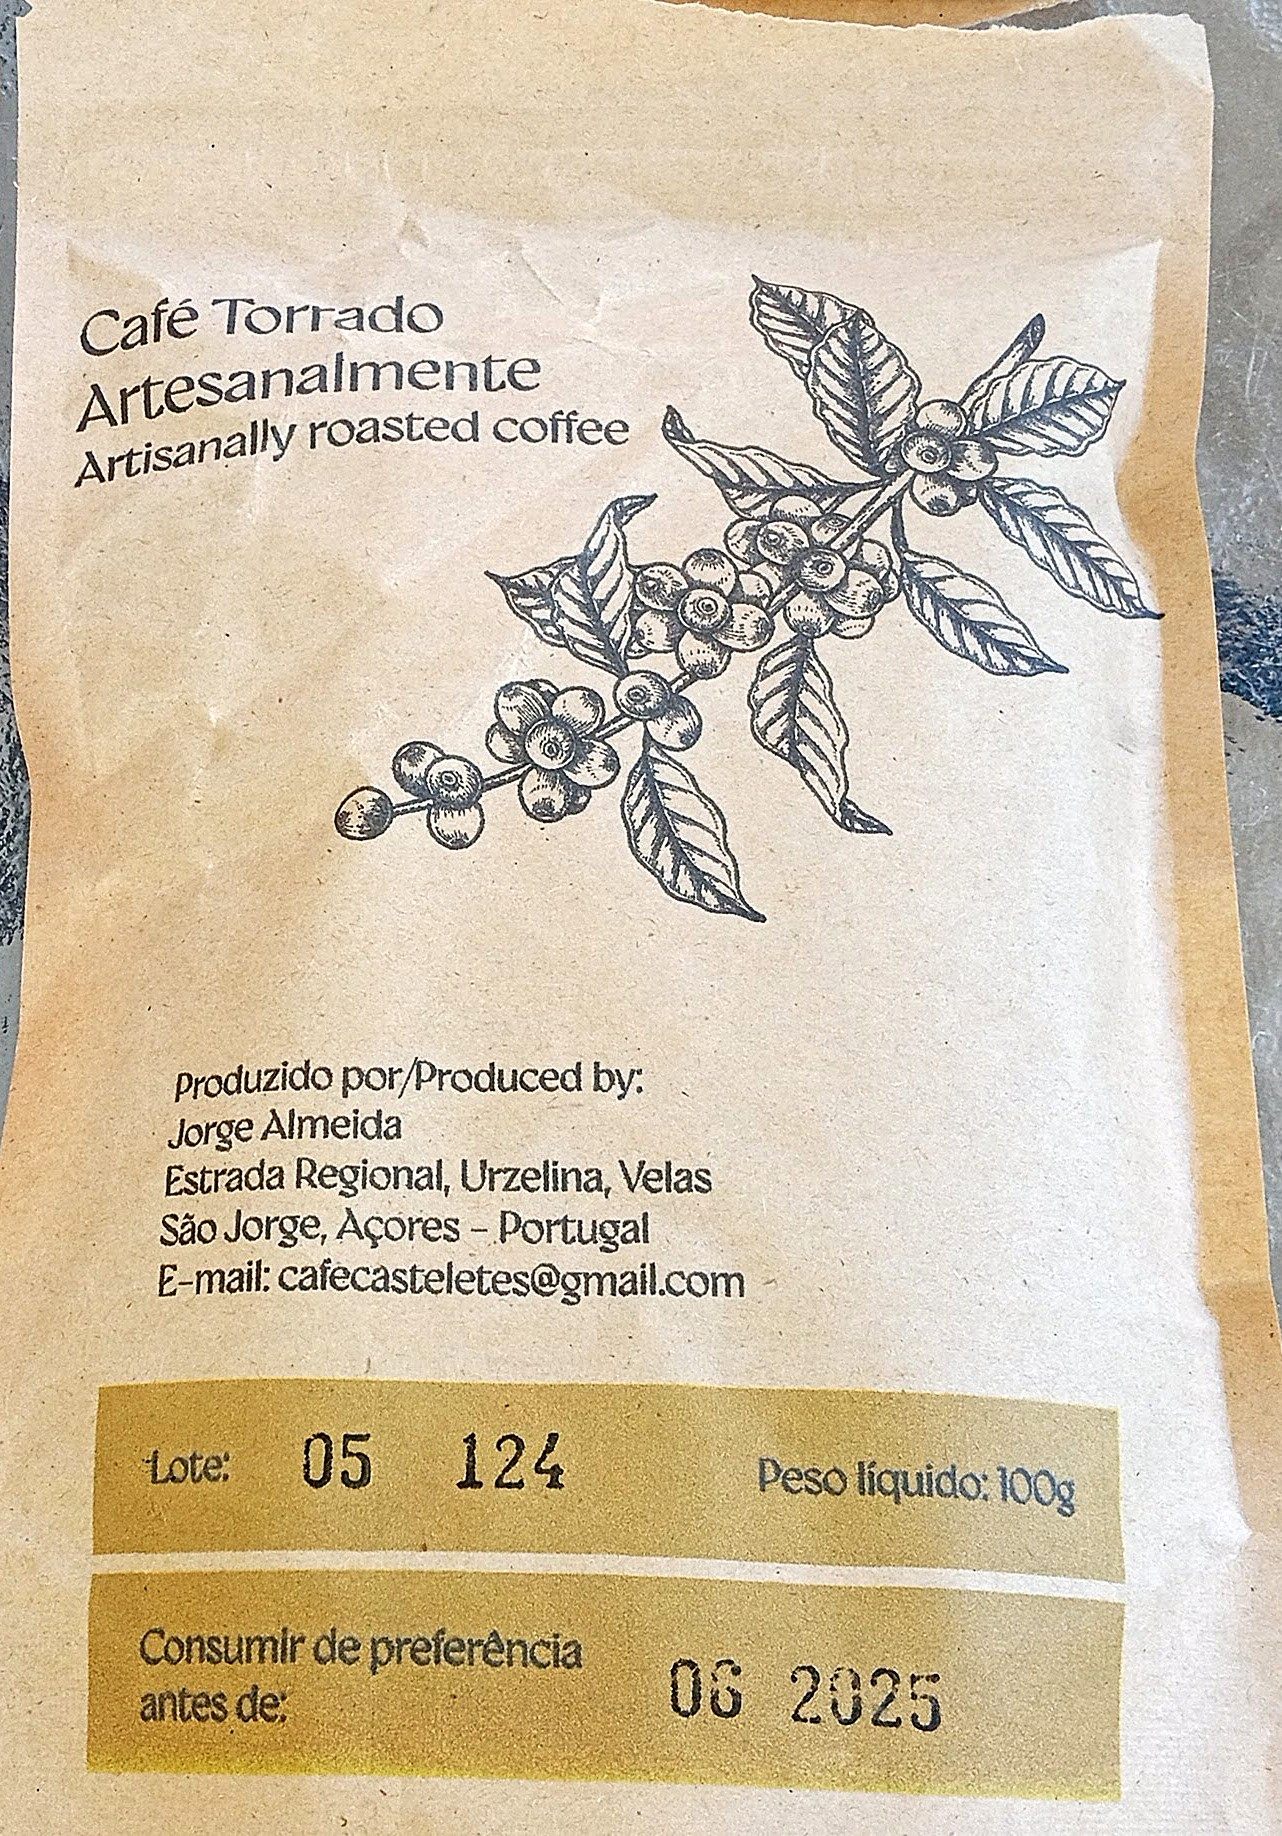 Café Torrado
Artesanalmente
Artisanally roasted coffee
Produzido por/Produced by:
Jorge Almeida
Estrada Regional, Urzelina, Velas
São Jorge, Açores – Portugal
E-mail: cafecasteletes@gmail.com
Lote: 05 124 Peso líquido: 100g
Consumir de preferência
antes de: 06 2025